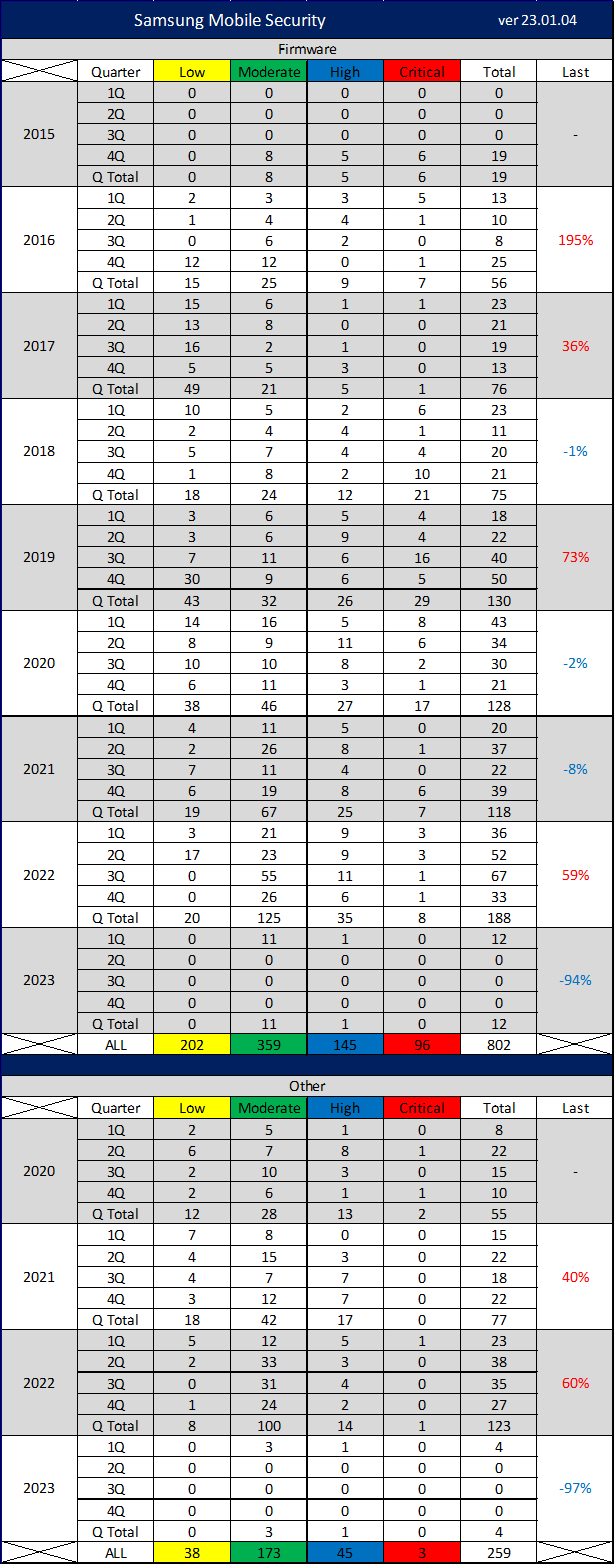 Samsung Mobile Security ver 23.01.04
Firmware
Quarter Low Moderate High Critical Total Last
2015 -
1Q 0 0 0 0 0
2Q 0 0 0 0 0
3Q 0 0 0 0 0
4Q 0 8 5 6 19
Q Total 0 8 5 6 19
2016 195%
1Q 2 3 3 5 13
2Q 1 4 4 1 10
3Q 0 6 2 0 8
4Q 12 12 0 1 25
Q Total 15 25 9 7 56
2017 36%
1Q 15 6 1 1 23
2Q 13 8 0 0 21
3Q 16 2 1 0 19
4Q 5 5 3 0 13
Q Total 49 21 5 1 76
2018 -1%
1Q 10 5 2 6 23
2Q 2 4 4 1 11
3Q 5 7 4 4 20
4Q 1 8 2 10 21
Q Total 18 24 12 21 75
2019 73%
1Q 3 6 5 4 18
2Q 3 6 9 4 22
3Q 7 11 6 16 40
4Q 30 9 6 5 50
Q Total 43 32 26 29 130
2020 -2%
1Q 14 16 5 8 43
2Q 8 9 11 6 34
3Q 10 10 8 2 30
4Q 6 11 3 1 21
Q Total 38 46 27 17 128
2021 -8%
1Q 4 11 5 0 20
2Q 2 26 8 1 37
3Q 7 11 4 0 22
4Q 6 19 8 6 39
Q Total 19 67 25 7 118
2022 59%
1Q 3 21 9 3 36
2Q 17 23 9 3 52
3Q 0 55 11 1 67
4Q 0 26 6 1 33
Q Total 20 125 35 8 188
2023 -94%
1Q 0 11 1 0 12
2Q 0 0 0 0 0
3Q 0 0 0 0 0
4Q 0 0 0 0 0
Q Total 0 11 1 0 12
ALL 202 359 145 96 802
Other
Quarter Low Moderate High Critical Total Last
2020 -
1Q 2 5 1 0 8
2Q 6 7 8 1 22
3Q 2 10 3 0 15
4Q 2 6 1 1 10
Q Total 12 28 13 2 55
2021 40%
1Q 7 8 0 0 15
2Q 4 15 3 0 22
3Q 4 7 7 0 18
4Q 3 12 7 0 22
Q Total 18 42 17 0 77
2022 60%
1Q 5 12 5 1 23
2Q 2 33 3 0 38
3Q 0 31 4 0 35
4Q 1 24 2 0 27
Q Total 8 100 14 1 123
2023 -97%
1Q 0 3 1 0 4
2Q 0 0 0 0 0
3Q 0 0 0 0 0
4Q 0 0 0 0 0
Q Total 0 3 1 0 4
ALL 38 173 45 3 259